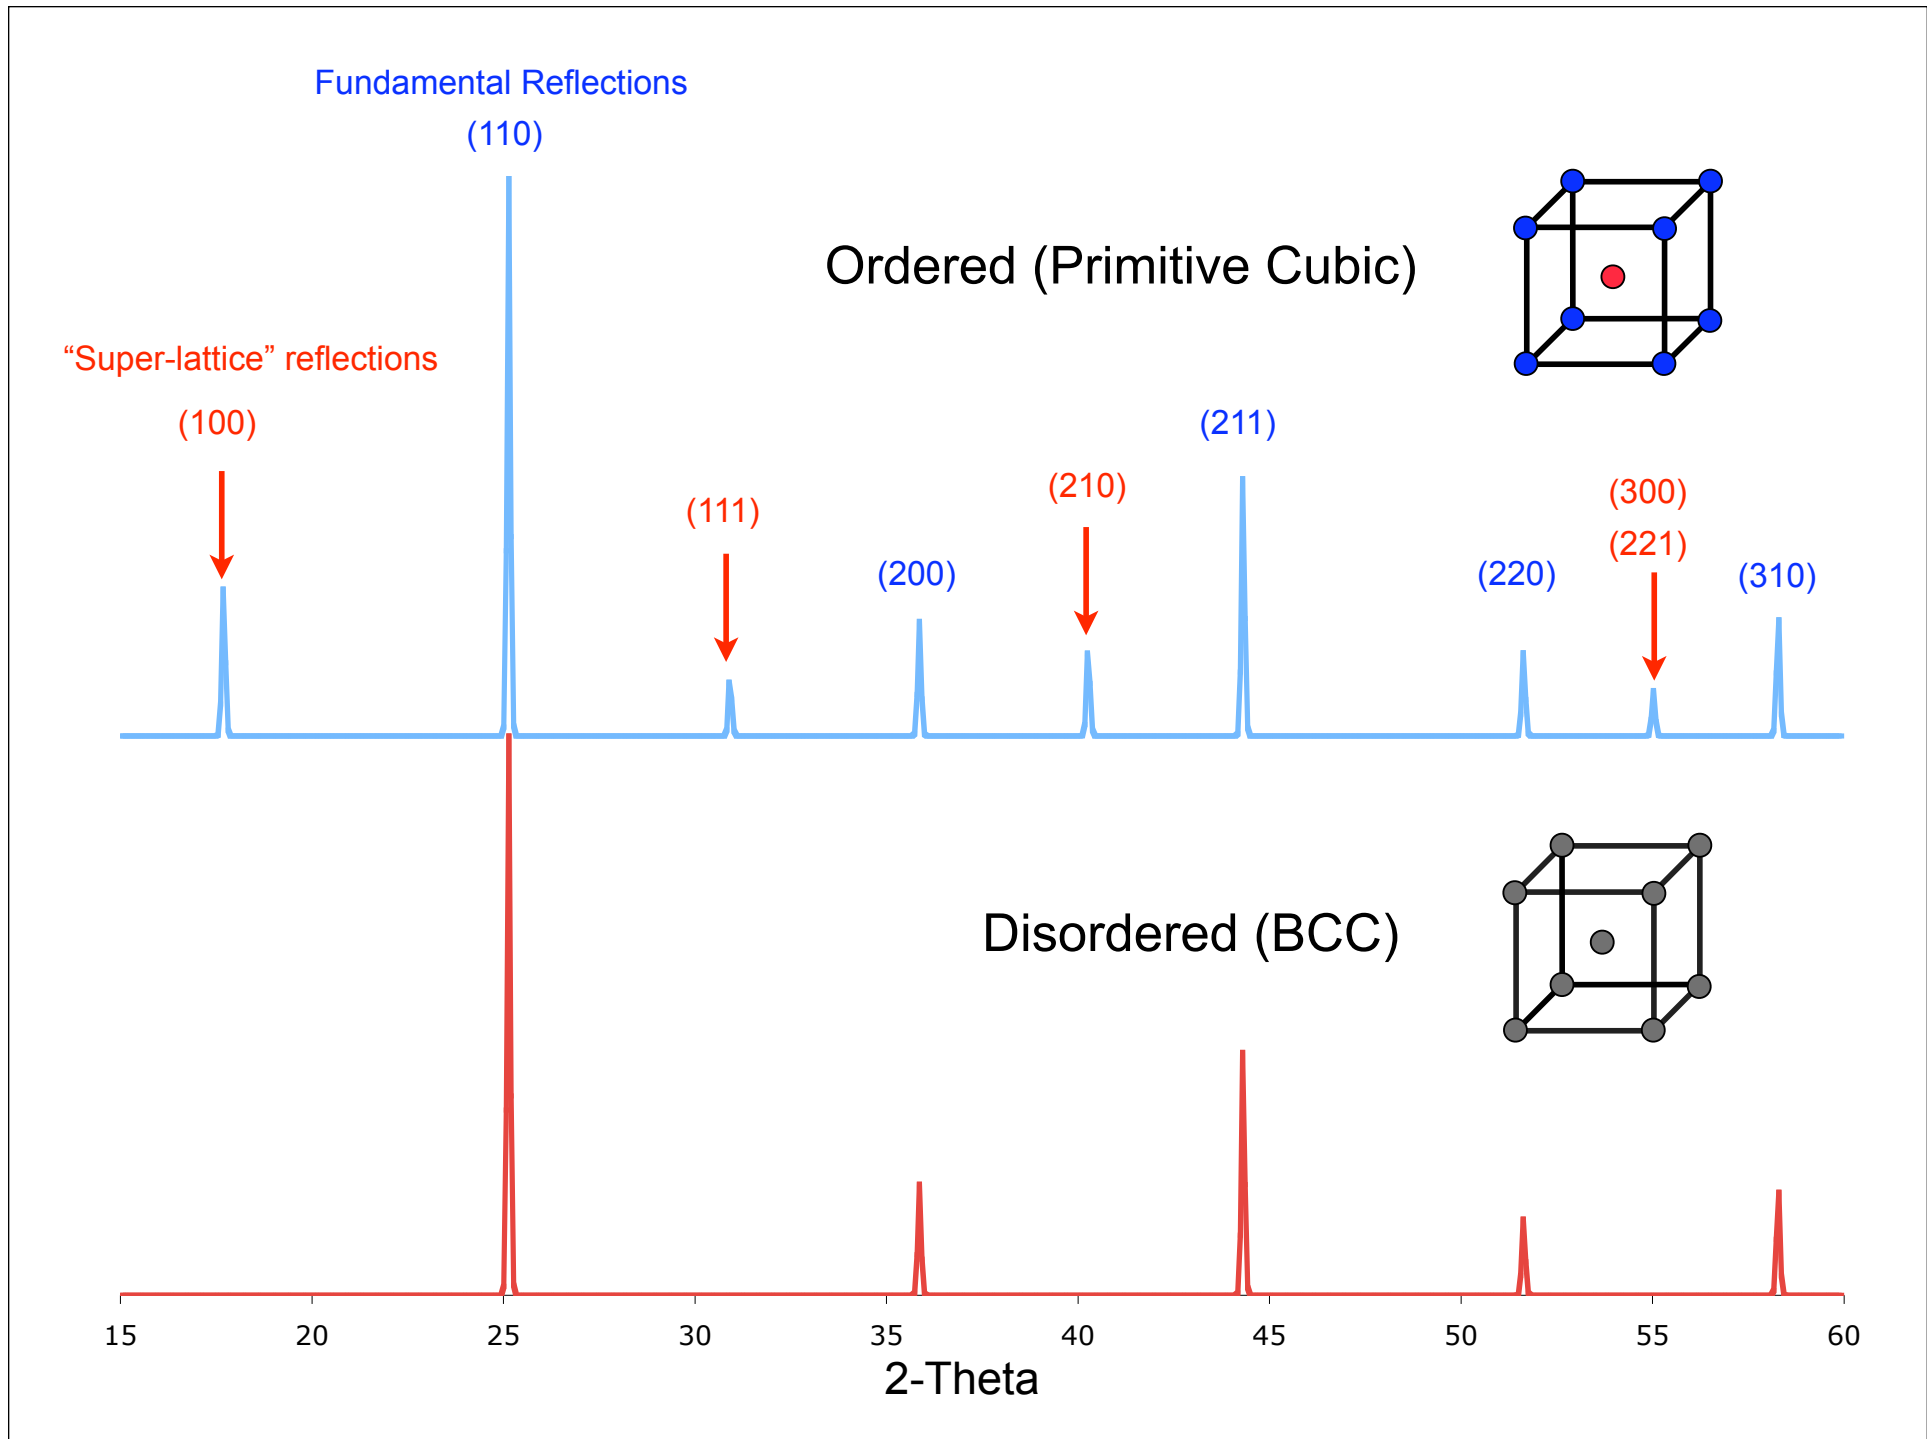 Fundamental Reflections
(110)
Ordered (Primitive Cubic)
“Super-lattice” reflections
(100)
(211)
(111)
(210)
(300)
(221)
(200)
(220)
(310)
Disordered (BCC)
15 20 25 30 35 40 45 50 55 60
2-Theta